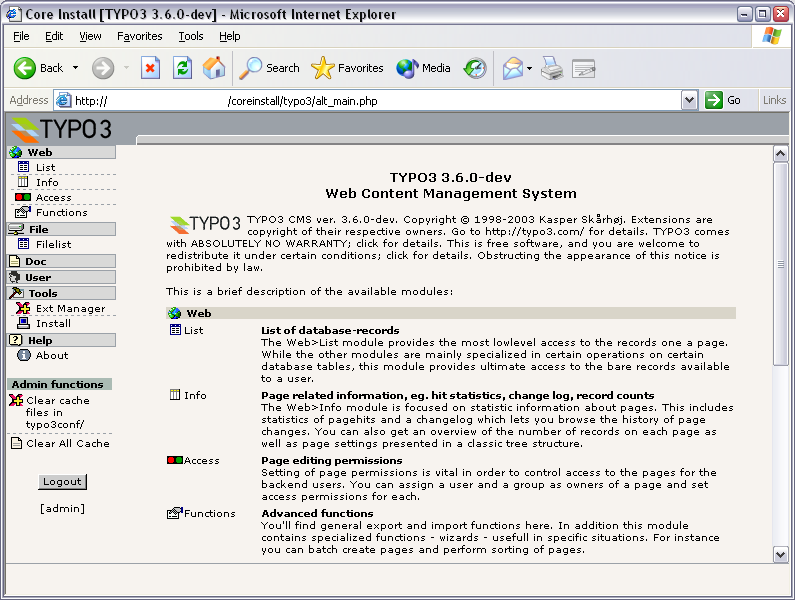 Core Install [TYPO3 3.6.0-dev] - Microsoft Internet Explorer
File Edit View Favorites Tools Help
Back Search Favorites Media
Address http:// /coreinstall/typo3/alt_main.php Go Links
TYPO3
Web
List
Info
Access
Functions
File
Filelist
Doc
User
Tools
Ext Manager
Install
Help
About
Admin functions
Clear cache
files in
typo3conf/
Clear All Cache
Logout
[admin]
TYPO3 3.6.0-dev
Web Content Management System
TYPO3 TYPO3 CMS ver. 3.6.0-dev. Copyright © 1998-2003 Kasper Skårhøj. Extensions are
copyright of their respective owners. Go to http://typo3.com/ for details. TYPO3 comes
with ABSOLUTELY NO WARRANTY; click for details. This is free software, and you are welcome to
redistribute it under certain conditions; click for details. Obstructing the appearance of this notice is
prohibited by law.
This is a brief description of the available modules:
Web
List List of database-records
The Web>List module provides the most lowlevel access to the records one a page.
While the other modules are mainly specialized in certain operations on certain
database tables, this module provides ultimate access to the bare records available
to a user.
Info Page related information, eg. hit statistics, change log, record counts
The Web>Info module is focused on statistic information about pages. This includes
statistics of pagehits and a changelog which lets you browse the history of page
changes. You can also get an overview of the number of records on each page as
well as page settings presented in a classic tree structure.
Access Page editing permissions
Setting of page permissions is vital in order to control access to the pages for the
backend users. You can assign a user and a group as owners of a page and set
access permissions for each.
Functions Advanced functions
You'll find general export and import functions here. In addition this module
contains specialized functions - wizards - usefull in specific situations. For instance
you can batch create pages and perform sorting of pages.